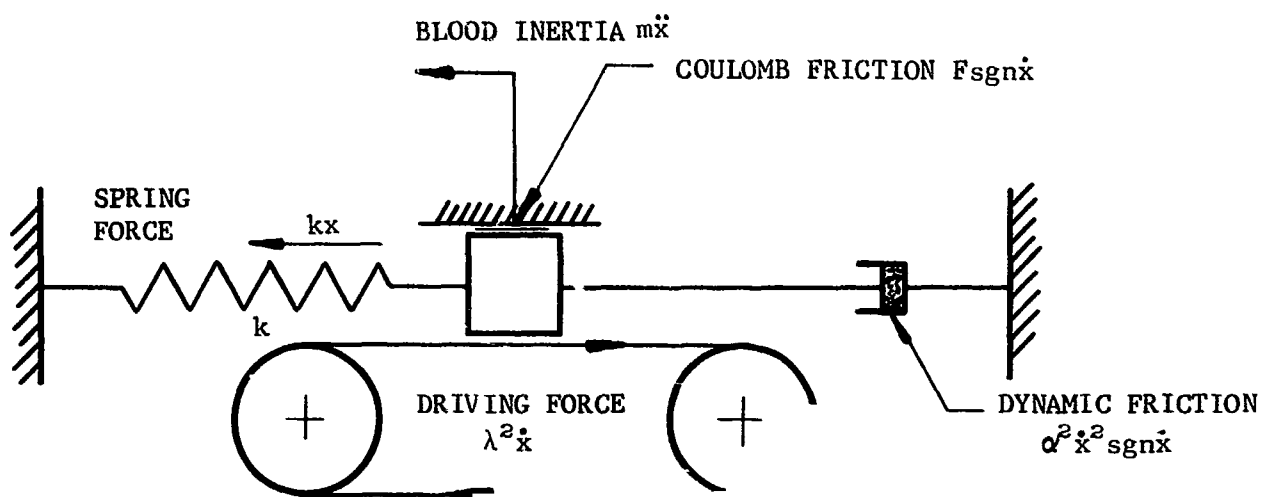 BLOOD INERTIA mẍ
COULOMB FRICTION Fsgnẋ
SPRING
FORCE
kx
k
DRIVING FORCE
λ²ẋ
DYNAMIC FRICTION
α²ẋ²sgnẋ